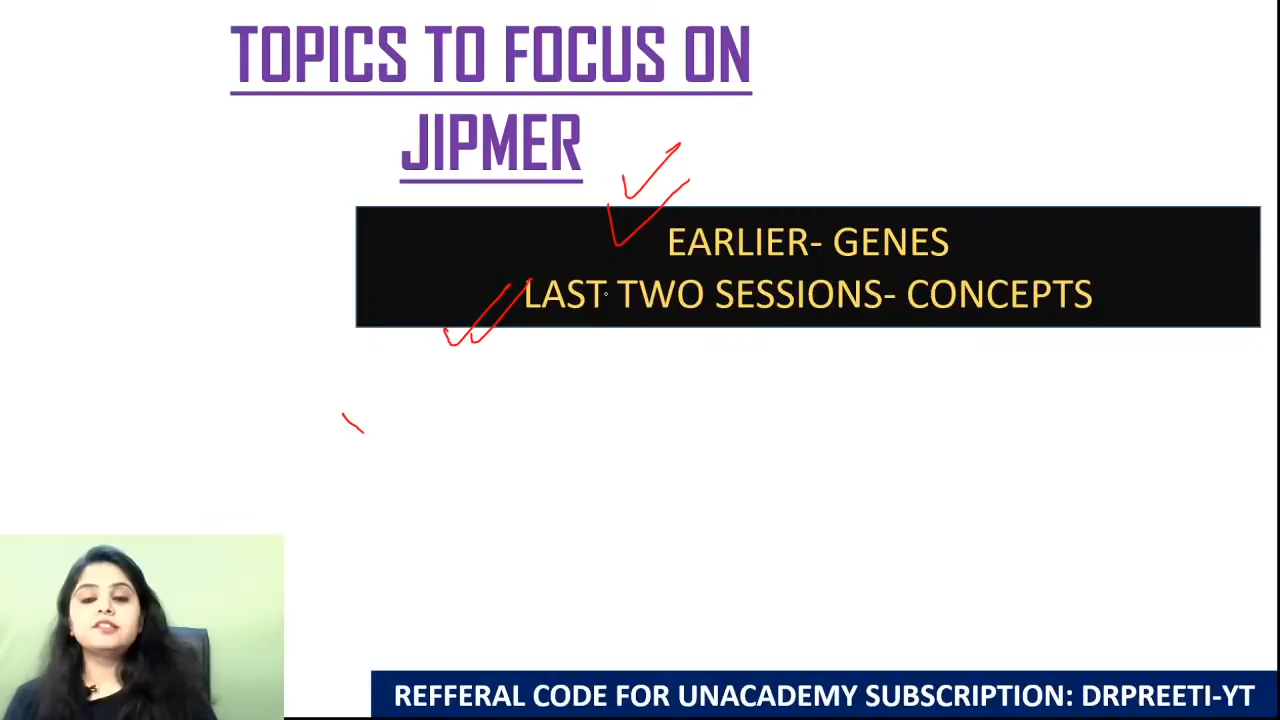 TOPICS TO FOCUS ON
JIPMER
EARLIER- GENES
LAST TWO SESSIONS- CONCEPTS
REFFERAL CODE FOR UNACADEMY SUBSCRIPTION: DRPREETI-YT